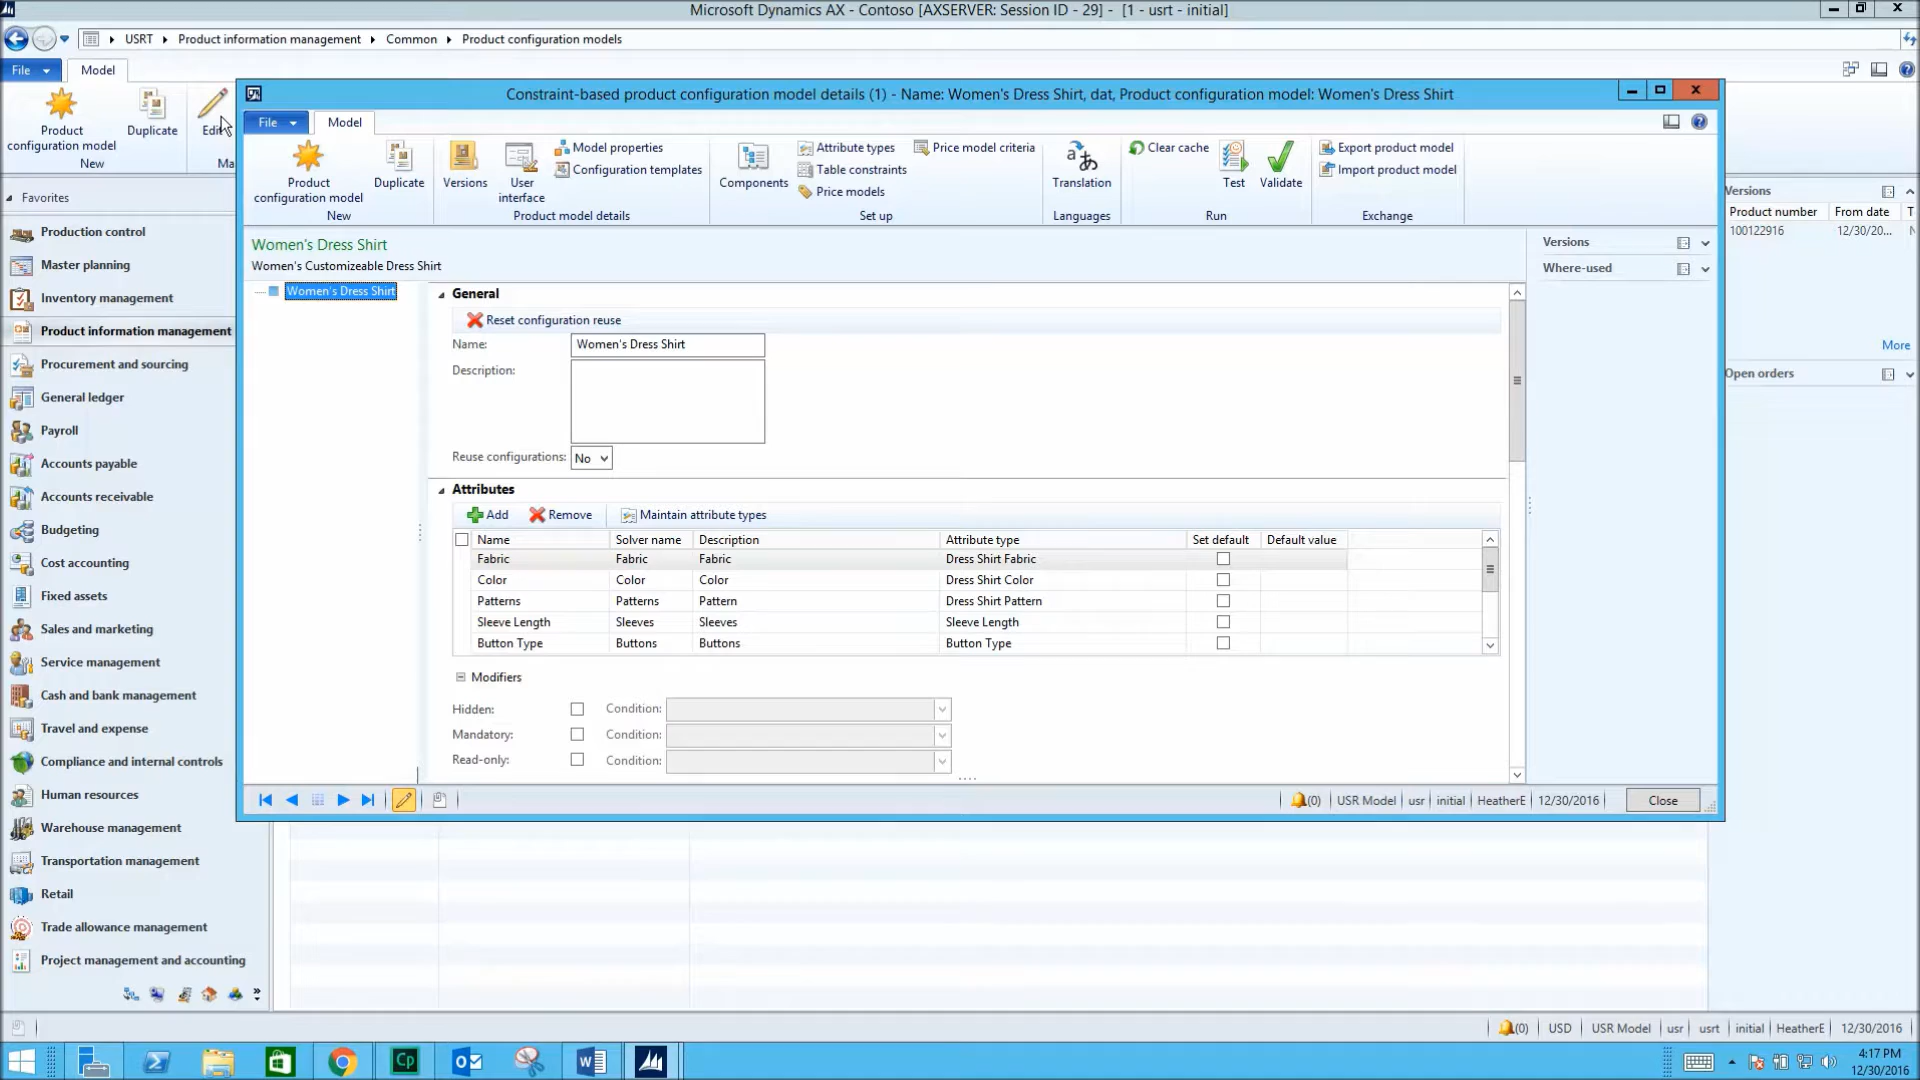 Microsoft Dynamics AX - Contoso [AXSERVER: Session ID - 29] - [1 - usrt - initial]
USRT Product information management Common Product configuration models
File Model
Product configuration model
Duplicate
Edit
New
Ma
Constraint-based product configuration model details (1) - Name: Women's Dress Shirt, dat, Product configuration model: Women's Dress Shirt
File Model
Product configuration model
Duplicate
New
Versions
User interface
Model properties
Configuration templates
Product model details
Components
Attribute types
Table constraints
Price models
Price model criteria
Set up
Translation
Languages
Clear cache
Test
Validate
Run
Export product model
Import product model
Exchange
Favorites
Production control
Master planning
Inventory management
Product information management
Procurement and sourcing
General ledger
Payroll
Accounts payable
Accounts receivable
Budgeting
Cost accounting
Fixed assets
Sales and marketing
Service management
Cash and bank management
Travel and expense
Compliance and internal controls
Human resources
Warehouse management
Transportation management
Retail
Trade allowance management
Project management and accounting
Women's Dress Shirt
Women's Customizeable Dress Shirt
Women's Dress Shirt
General
Reset configuration reuse
Name: Women's Dress Shirt
Description:
Reuse configurations: No
Attributes
Add Remove Maintain attribute types
Name Solver name Description Attribute type Set default Default value
Fabric Fabric Fabric Dress Shirt Fabric
Color Color Color Dress Shirt Color
Patterns Patterns Pattern Dress Shirt Pattern
Sleeve Length Sleeves Sleeves Sleeve Length
Button Type Buttons Buttons Button Type
Modifiers
Hidden: Condition:
Mandatory: Condition:
Read-only: Condition:
(0) USR Model usr initial HeatherE 12/30/2016 Close
Versions
Where-used
Versions
Product number From date T
100122916 12/30/20... N
More
Open orders
(0) USD USR Model usr usrt initial HeatherE 12/30/2016
Cp
4:17 PM
12/30/2016